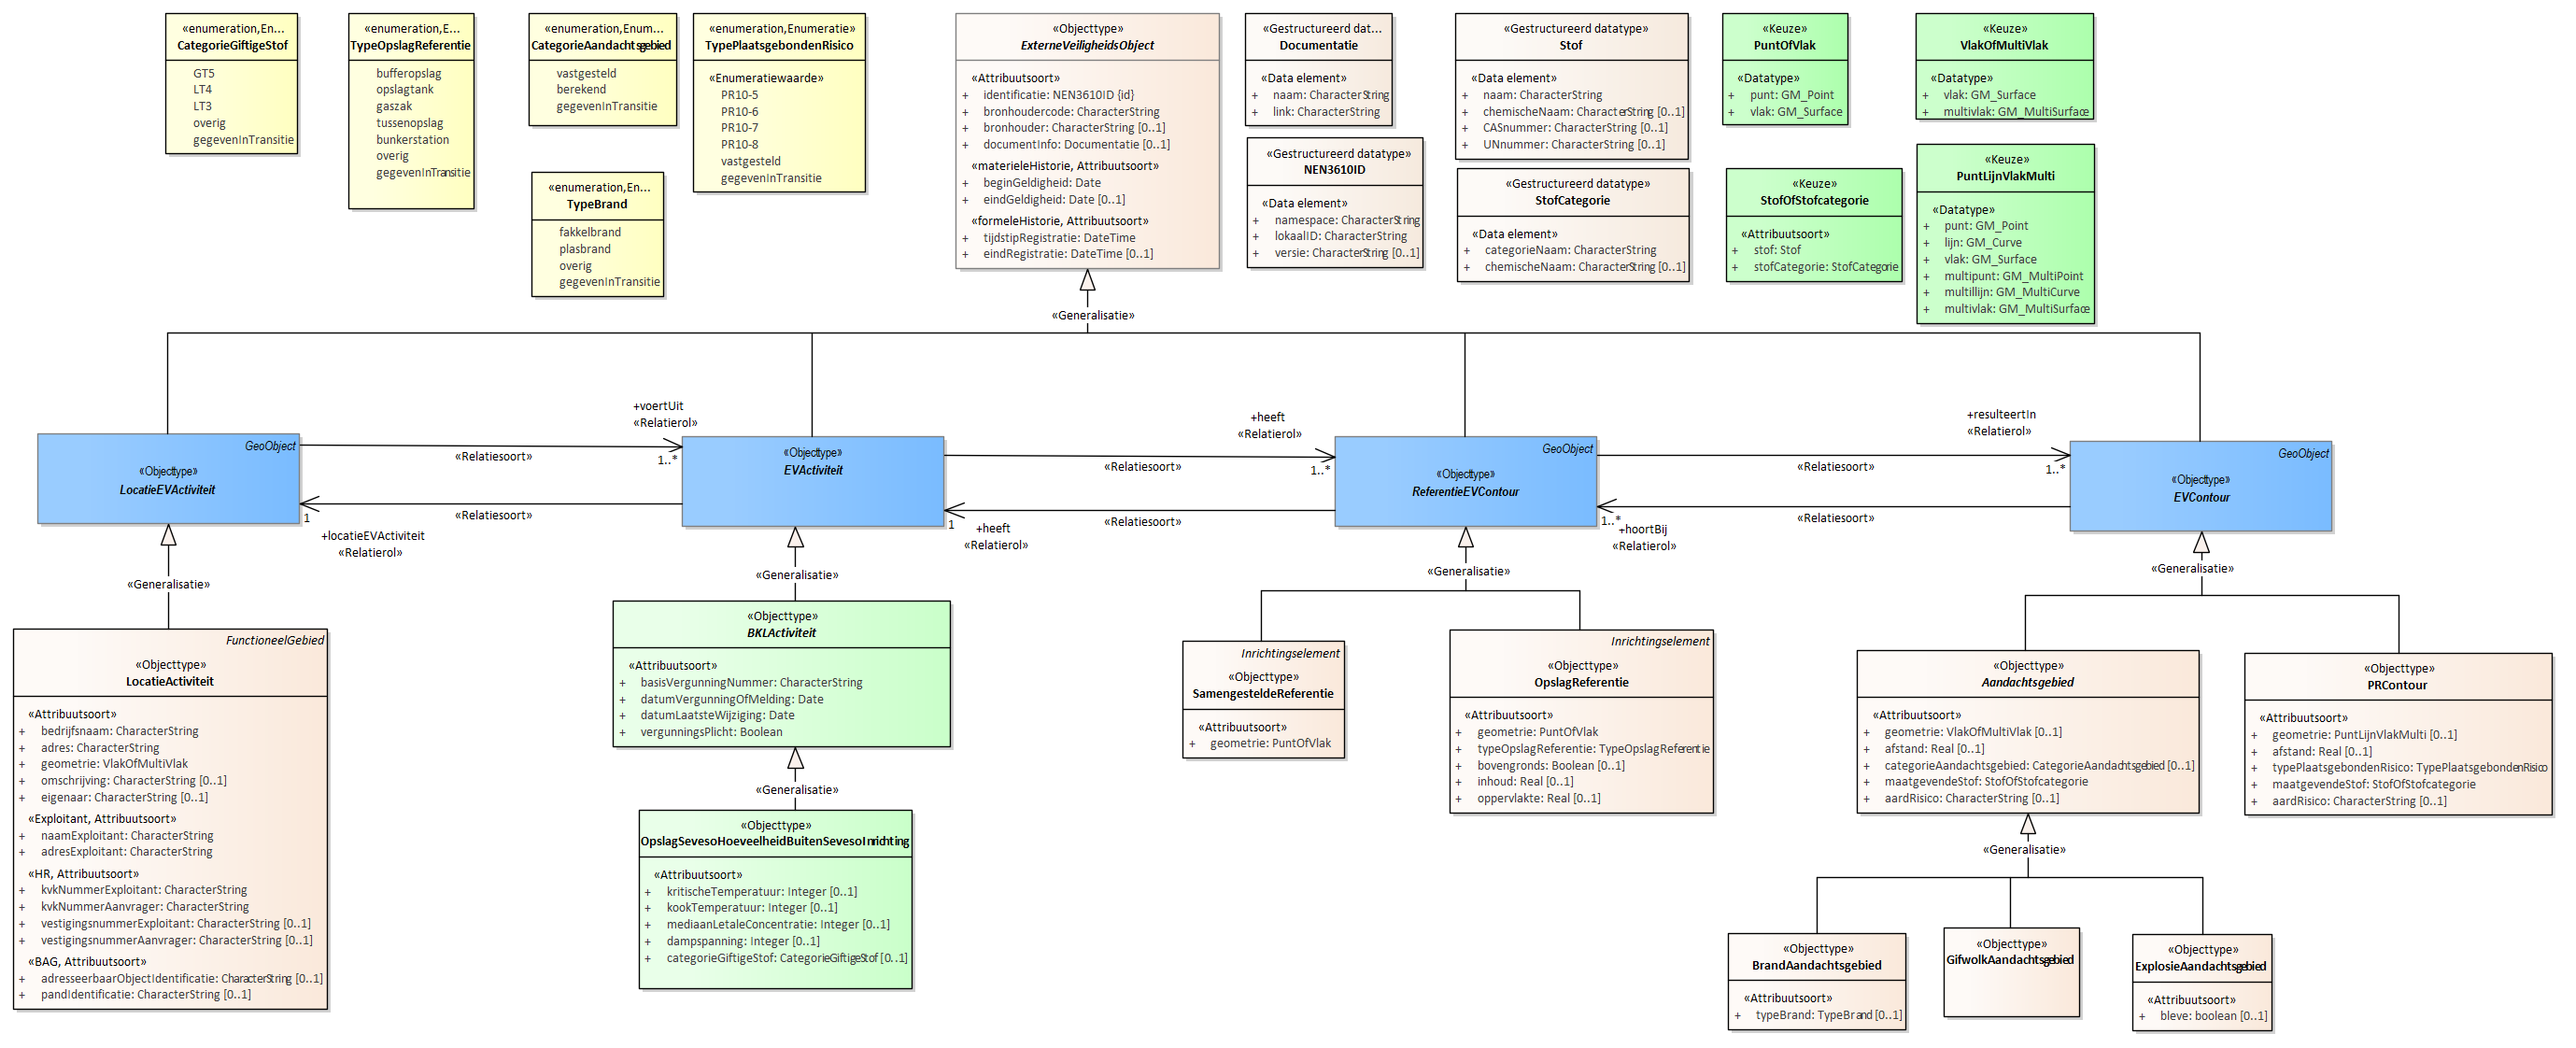 «enumeration,En...
CategorieGiftigeStof
GT5
LT4
LT3
overig
gegevenInTransitie
«enumeration,E...
TypeOpslagReferentie
bufferopslag
opslagtank
gaszak
tussenopslag
bunkerstation
overig
gegevenInTransitie
«enumeration,Enum...
CategorieAandachtsgebied
vastgesteld
berekend
gegevenInTransitie
«enumeration,En...
TypeBrand
fakkelbrand
plasbrand
overig
gegevenInTransitie
«enumeration,Enumeratie»
TypePlaatsgebondenRisico
«Enumeratiewaarde»
PR10-5
PR10-6
PR10-7
PR10-8
vastgesteld
gegevenInTransitie
«Objecttype»
ExterneVeiligheidsObject
«Attribuutsoort»
+ identificatie: NEN3610ID {id}
+ bronhoudercode: CharacterString
+ bronhouder: CharacterString [0..1]
+ documentInfo: Documentatie [0..1]
«materieleHistorie, Attribuutsoort»
+ beginGeldigheid: Date
+ eindGeldigheid: Date [0..1]
«formeleHistorie, Attribuutsoort»
+ tijdstipRegistratie: DateTime
+ eindRegistratie: DateTime [0..1]
«Gestructureerd dat...
Documentatie
«Data element»
+ naam: CharacterString
+ link: CharacterString
«Gestructureerd datatype»
NEN3610ID
«Data element»
+ namespace: CharacterString
+ lokaalID: CharacterString
+ versie: CharacterString [0..1]
«Gestructureerd datatype»
Stof
«Data element»
+ naam: CharacterString
+ chemischeNaam: CharacterString [0..1]
+ CASnummer: CharacterString [0..1]
+ UNnummer: CharacterString [0..1]
«Gestructureerd datatype»
StofCategorie
«Data element»
+ categorieNaam: CharacterString
+ chemischeNaam: CharacterString [0..1]
«Keuze»
PuntOfVlak
«Datatype»
+ punt: GM_Point
+ vlak: GM_Surface
«Keuze»
StofOfStofcategorie
«Attribuutsoort»
+ stof: Stof
+ stofCategorie: StofCategorie
«Keuze»
VlakOfMultiVlak
«Datatype»
+ vlak: GM_Surface
+ multivlak: GM_MultiSurface
«Keuze»
PuntLijnVlakMulti
«Datatype»
+ punt: GM_Point
+ lijn: GM_Curve
+ vlak: GM_Surface
+ multipunt: GM_MultiPoint
+ multilijn: GM_MultiCurve
+ multivlak: GM_MultiSurface
«Generalisatie»
GeoObject
«Objecttype»
LocatieEVActiviteit
+voertUit
«Relatierol»
1..*
«Relatiesoort»
«Relatiesoort»
1
+locatieEVActiviteit
«Relatierol»
«Objecttype»
EVActiviteit
+heeft
«Relatierol»
1..*
«Relatiesoort»
«Relatiesoort»
1
+heeft
«Relatierol»
GeoObject
«Objecttype»
ReferentieEVContour
+resulteertIn
«Relatierol»
1..*
«Relatiesoort»
«Relatiesoort»
1..*
+hoortBij
«Relatierol»
GeoObject
«Objecttype»
EVContour
«Generalisatie»
«Generalisatie»
«Generalisatie»
«Generalisatie»
FunctioneelGebied
«Objecttype»
LocatieActiviteit
«Attribuutsoort»
+ bedrijfsnaam: CharacterString
+ adres: CharacterString
+ geometrie: VlakOfMultiVlak
+ omschrijving: CharacterString [0..1]
+ eigenaar: CharacterString [0..1]
«Exploitant, Attribuutsoort»
+ naamExploitant: CharacterString
+ adresExploitant: CharacterString
«HR, Attribuutsoort»
+ kvkNummerExploitant: CharacterString
+ kvkNummerAanvrager: CharacterString
+ vestigingsnummerExploitant: CharacterString [0..1]
+ vestigingsnummerAanvrager: CharacterString [0..1]
«BAG, Attribuutsoort»
+ adresseerbaarObjectIdentificatie: CharacterString [0..1]
+ pandIdentificatie: CharacterString [0..1]
«Objecttype»
BKLActiviteit
«Attribuutsoort»
+ basisVergunningNummer: CharacterString
+ datumVergunningOfMelding: Date
+ datumLaatsteWijziging: Date
+ vergunningsPlicht: Boolean
«Generalisatie»
«Objecttype»
OpslagSevesoHoeveelheidBuitenSevesoInrichting
«Attribuutsoort»
+ kritischeTemperatuur: Integer [0..1]
+ kookTemperatuur: Integer [0..1]
+ mediaanLetaleConcentratie: Integer [0..1]
+ dampspanning: Integer [0..1]
+ categorieGiftigeStof: CategorieGiftigeStof [0..1]
Inrichtingselement
«Objecttype»
SamengesteldeReferentie
«Attribuutsoort»
+ geometrie: PuntOfVlak
Inrichtingselement
«Objecttype»
OpslagReferentie
«Attribuutsoort»
+ geometrie: PuntOfVlak
+ typeOpslagReferentie: TypeOpslagReferentie
+ bovengronds: Boolean [0..1]
+ inhoud: Real [0..1]
+ oppervlakte: Real [0..1]
«Objecttype»
Aandachtsgebied
«Attribuutsoort»
+ geometrie: VlakOfMultiVlak [0..1]
+ afstand: Real [0..1]
+ categorieAandachtsgebied: CategorieAandachtsgebied [0..1]
+ maatgevendeStof: StofOfStofcategorie
+ aardRisico: CharacterString [0..1]
«Objecttype»
PRContour
«Attribuutsoort»
+ geometrie: PuntLijnVlakMulti [0..1]
+ afstand: Real [0..1]
+ typePlaatsgebondenRisico: TypePlaatsgebondenRisico
+ maatgevendeStof: StofOfStofcategorie
+ aardRisico: CharacterString [0..1]
«Generalisatie»
«Objecttype»
BrandAandachtsgebied
«Attribuutsoort»
+ typeBrand: TypeBrand [0..1]
«Objecttype»
GifwolkAandachtsgebied
«Objecttype»
ExplosieAandachtsgebied
«Attribuutsoort»
+ bleve: boolean [0..1]